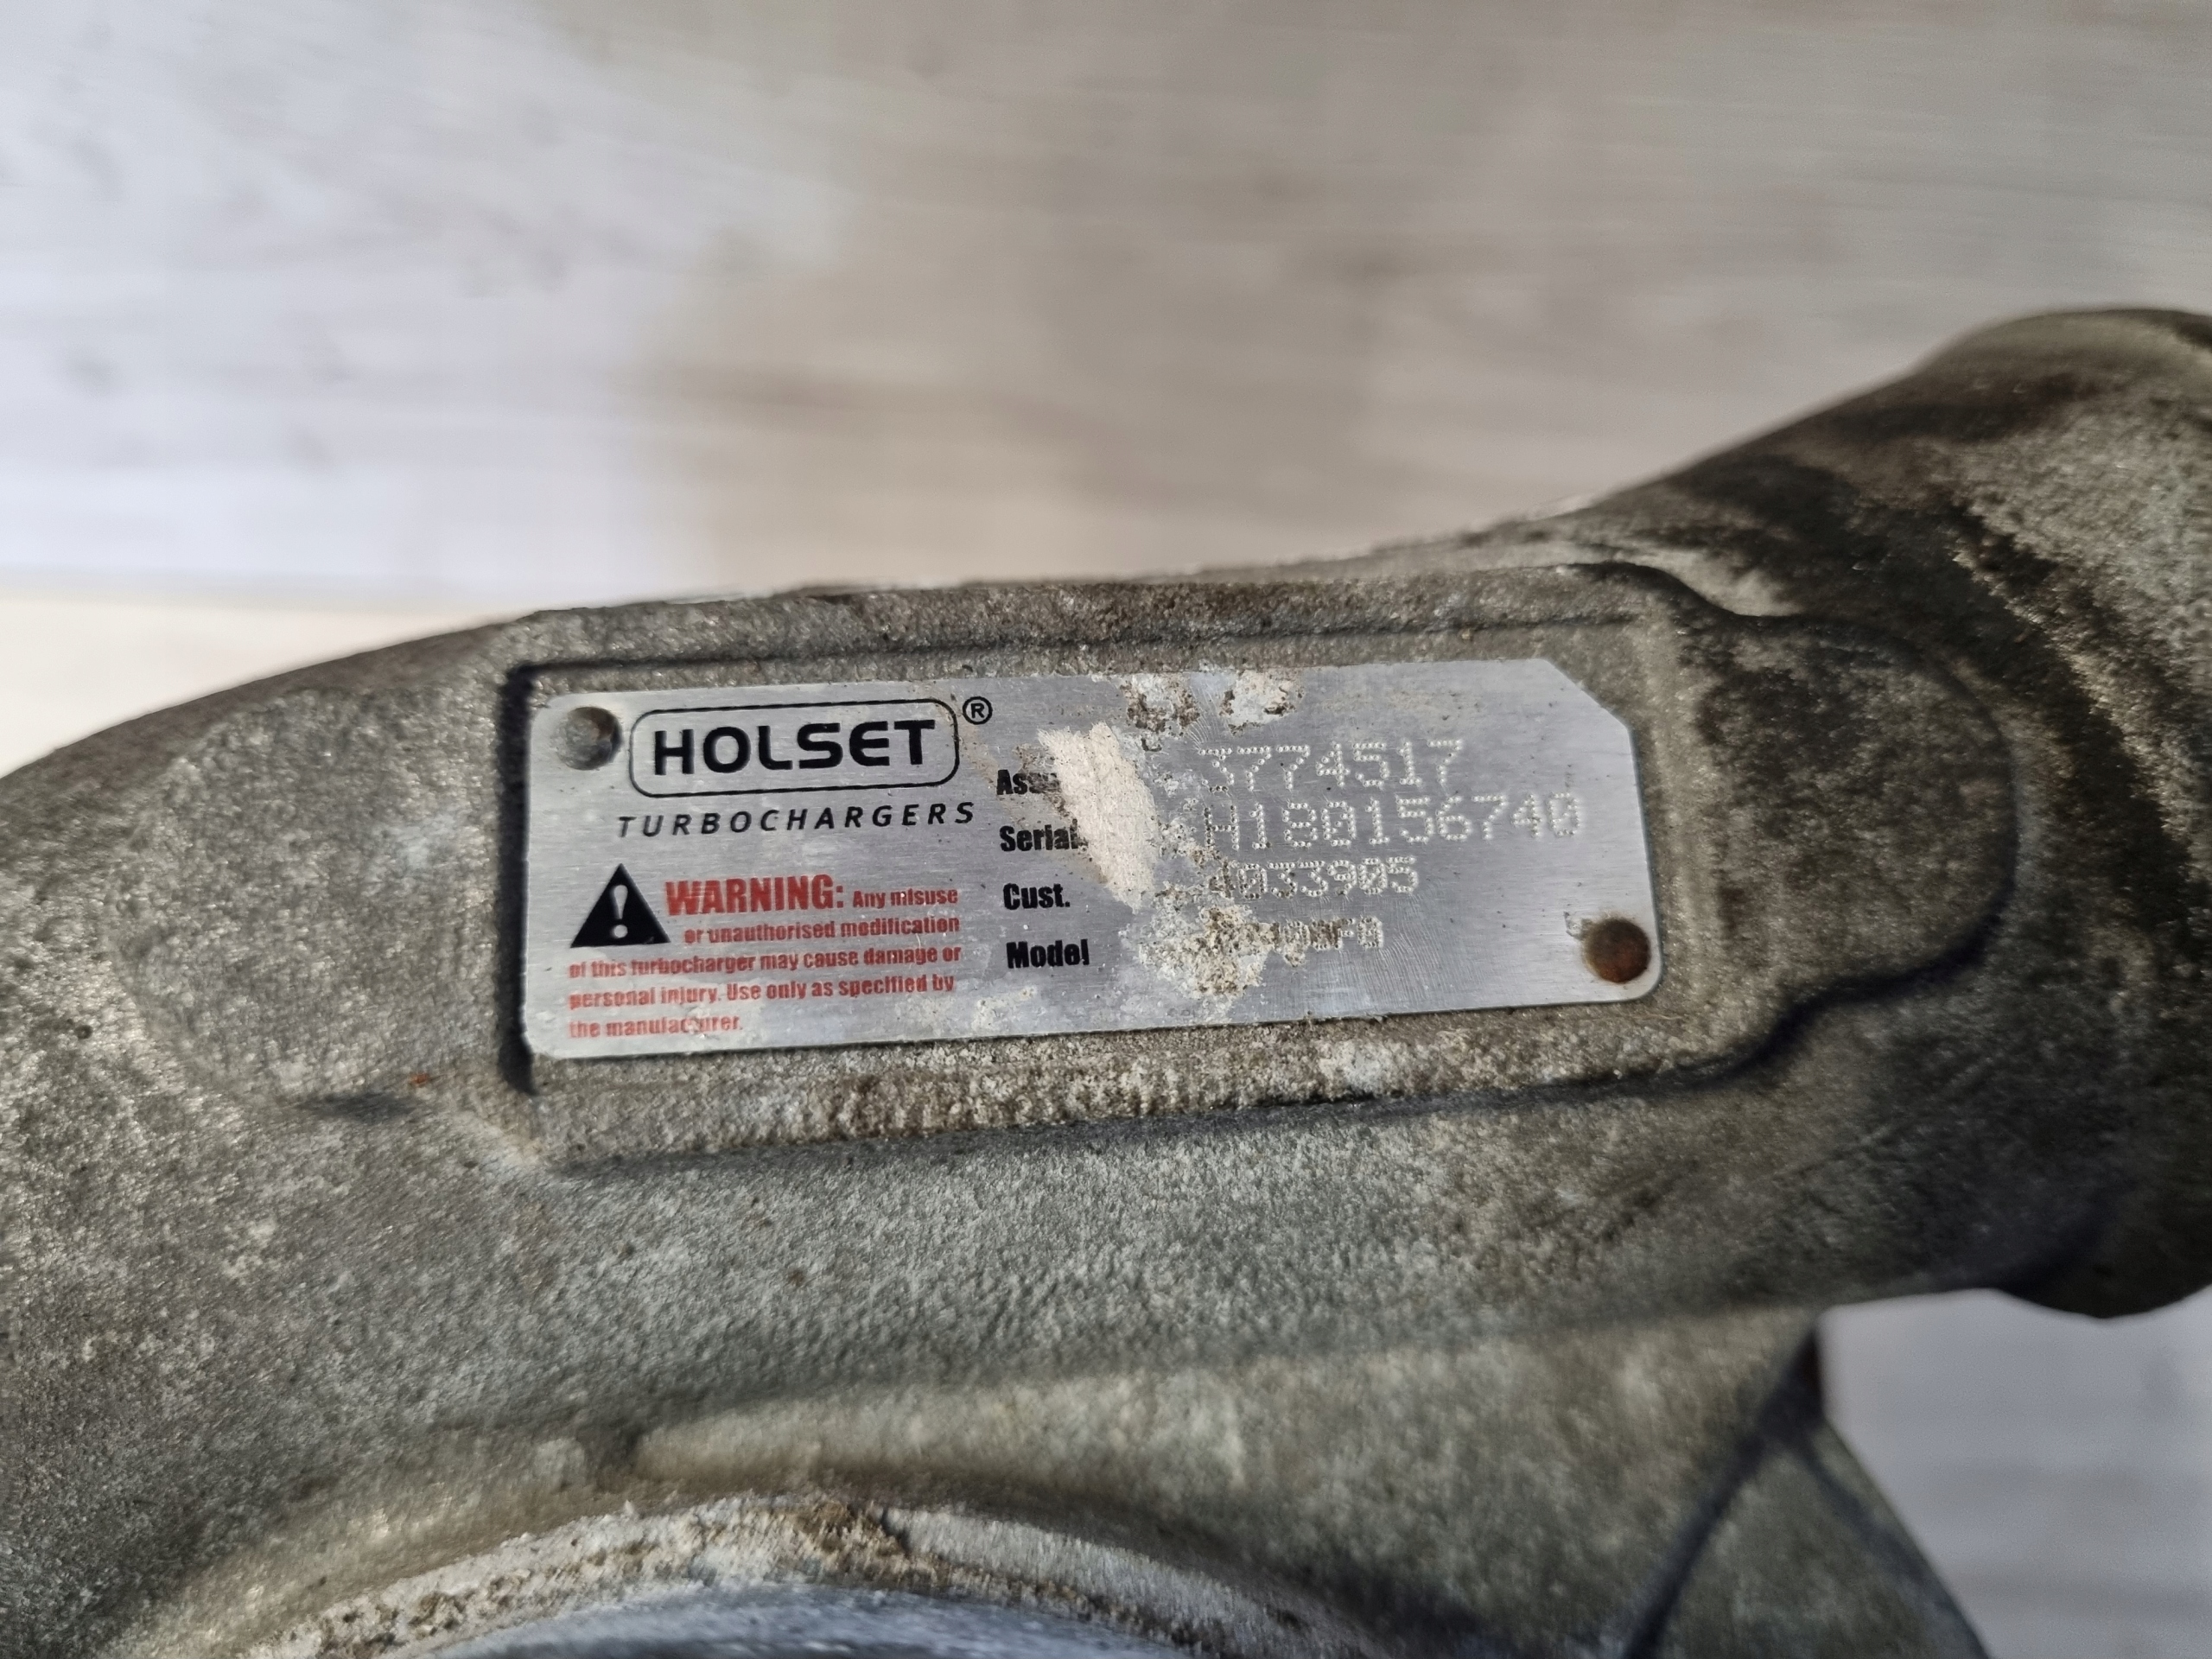 HOLSET®
TURBOCHARGERS
WARNING: Any misuse
or unauthorised modification
of this turbocharger may cause damage or
personal injury. Use only as specified by
the manufacturer.
3774517
Serial H180156740
Cust. 4033905
Model